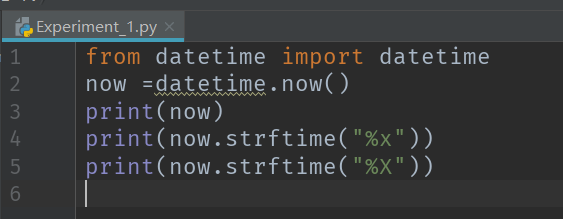 Experiment_1.py ×
1 from datetime import datetime
2 now =datetime.now()
3 print(now)
4 print(now.strftime("%x"))
5 print(now.strftime("%X"))
6